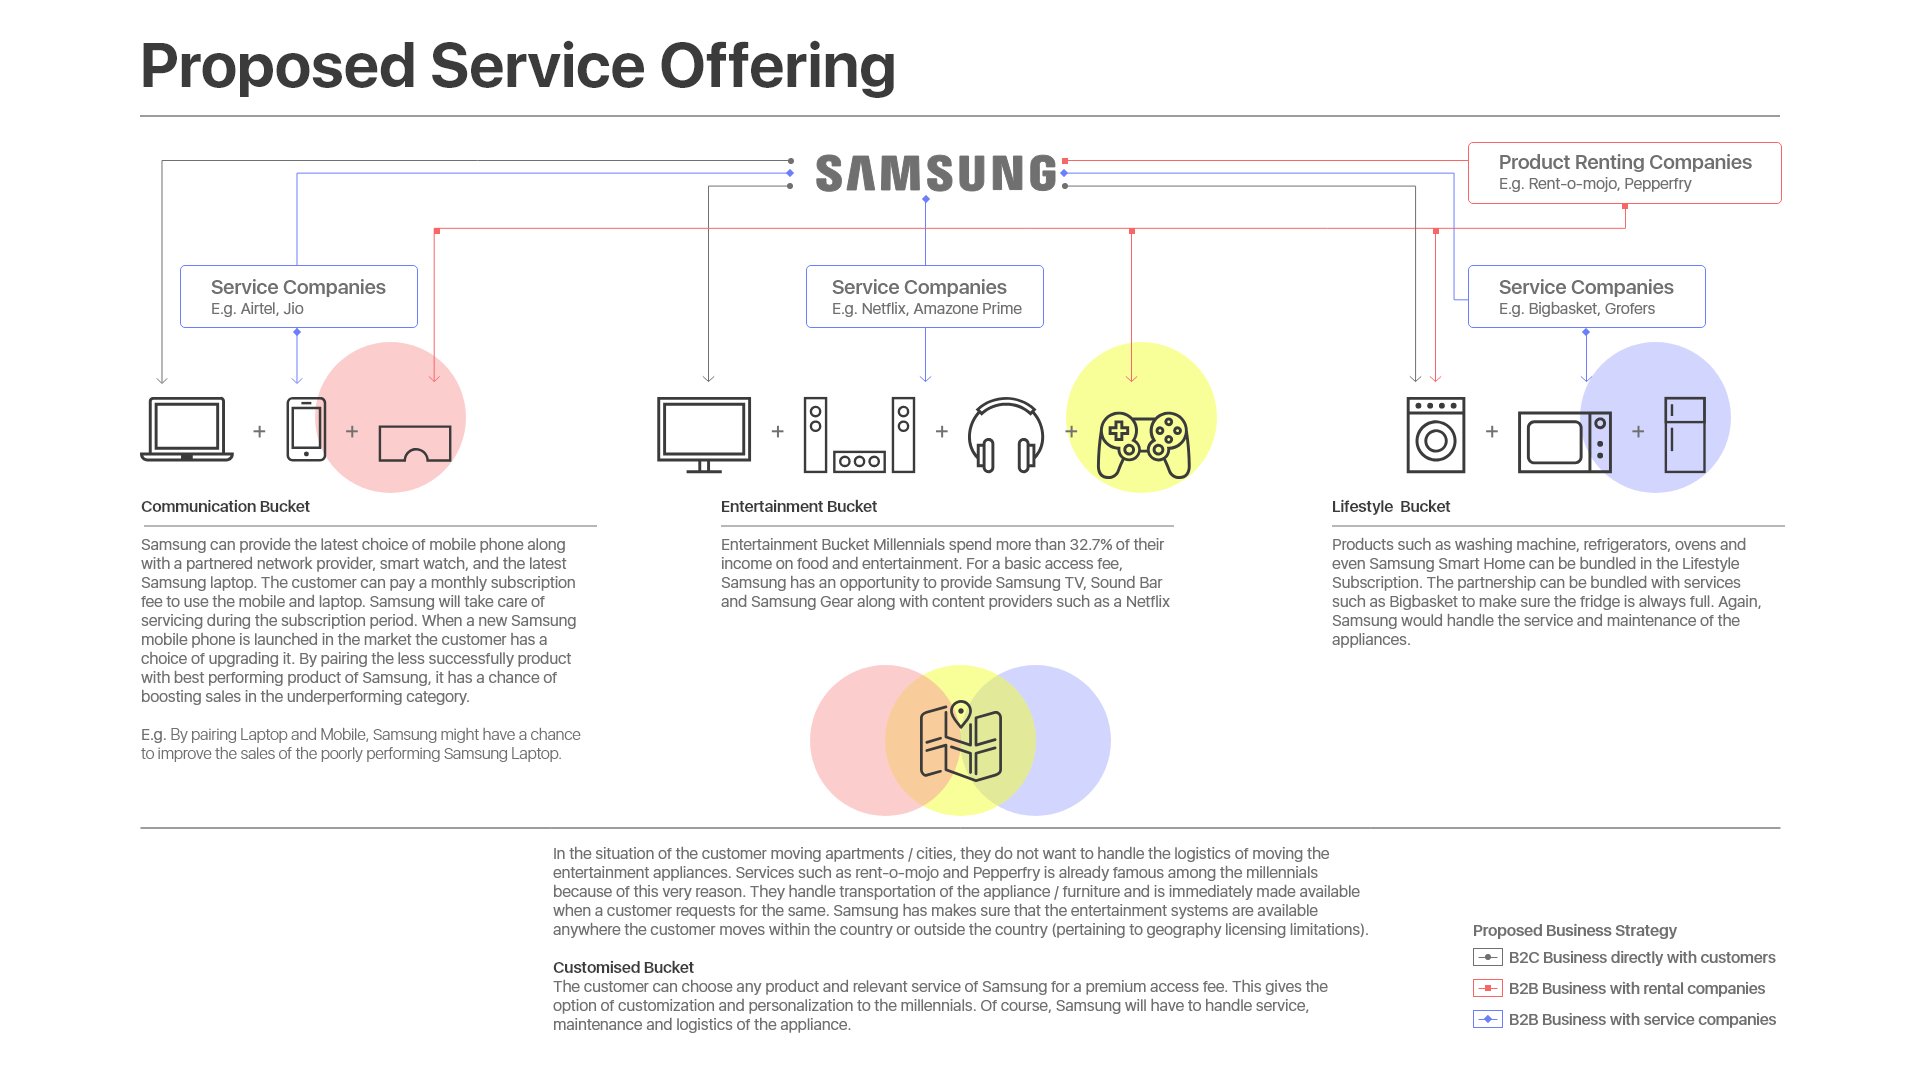 Proposed Service Offering
SAMSUNG
Product Renting Companies
E.g. Rent-o-mojo, Pepperfry
Service Companies
E.g. Airtel, Jio
Service Companies
E.g. Netflix, Amazone Prime
Service Companies
E.g. Bigbasket, Grofers
+
+
+
+
+
+
+
Communication Bucket
Samsung can provide the latest choice of mobile phone along
with a partnered network provider, smart watch, and the latest
Samsung laptop. The customer can pay a monthly subscription
fee to use the mobile and laptop. Samsung will take care of
servicing during the subscription period. When a new Samsung
mobile phone is launched in the market the customer has a
choice of upgrading it. By pairing the less successfully product
with best performing product of Samsung, it has a chance of
boosting sales in the underperforming category.
E.g. By pairing Laptop and Mobile, Samsung might have a chance
to improve the sales of the poorly performing Samsung Laptop.
Entertainment Bucket
Entertainment Bucket Millennials spend more than 32.7% of their
income on food and entertainment. For a basic access fee,
Samsung has an opportunity to provide Samsung TV, Sound Bar
and Samsung Gear along with content providers such as a Netflix
Lifestyle Bucket
Products such as washing machine, refrigerators, ovens and
even Samsung Smart Home can be bundled in the Lifestyle
Subscription. The partnership can be bundled with services
such as Bigbasket to make sure the fridge is always full. Again,
Samsung would handle the service and maintenance of the
appliances.
In the situation of the customer moving apartments / cities, they do not want to handle the logistics of moving the
entertainment appliances. Services such as rent-o-mojo and Pepperfry is already famous among the millennials
because of this very reason. They handle transportation of the appliance / furniture and is immediately made available
when a customer requests for the same. Samsung has makes sure that the entertainment systems are available
anywhere the customer moves within the country or outside the country (pertaining to geography licensing limitations).
Customised Bucket
The customer can choose any product and relevant service of Samsung for a premium access fee. This gives the
option of customization and personalization to the millennials. Of course, Samsung will have to handle service,
maintenance and logistics of the appliance.
Proposed Business Strategy
B2C Business directly with customers
B2B Business with rental companies
B2B Business with service companies